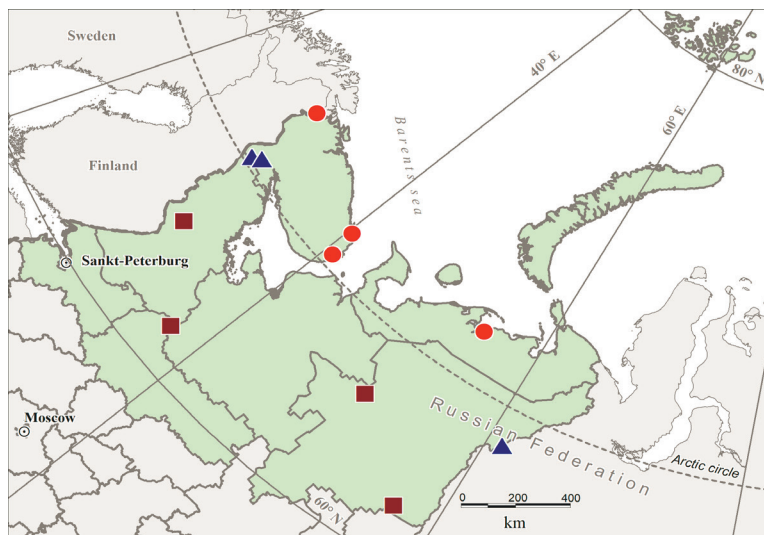 Sweden
40° E
80° N
60° E
Barents sea
Finland
Sankt-Peterburg
Moscow
Russian Federation
Arctic circle
60° N
0 200 400
km